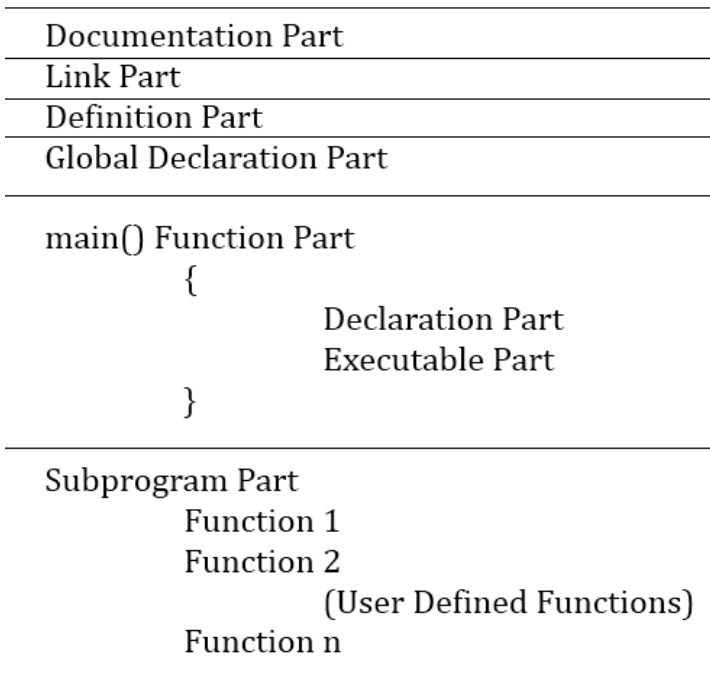 Documentation Part
Link Part
Definition Part
Global Declaration Part
main() Function Part
{
Declaration Part
Executable Part
}
Subprogram Part
Function 1
Function 2
(User Defined Functions)
Function n